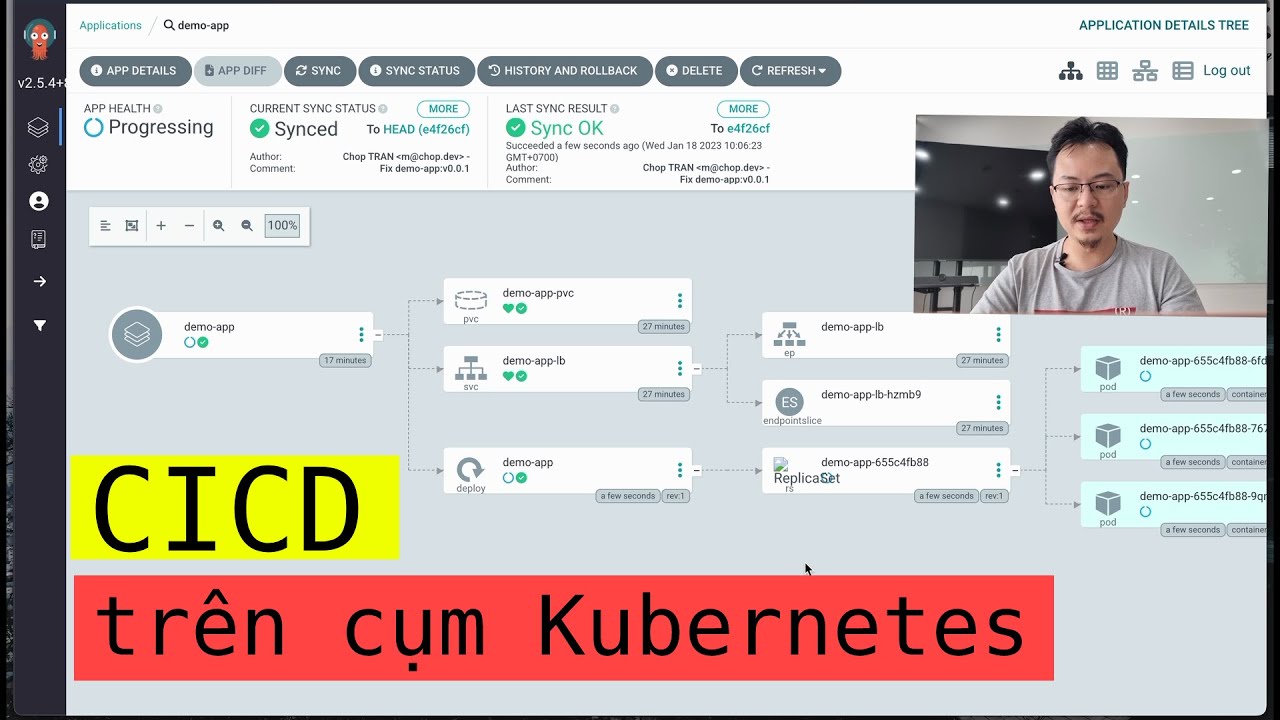 Applications / demo-app
APPLICATION DETAILS TREE
v2.5.4+8
APP DETAILS
APP DIFF
SYNC
SYNC STATUS
HISTORY AND ROLLBACK
DELETE
REFRESH
Log out
APP HEALTH
Progressing
CURRENT SYNC STATUS
MORE
Synced
To HEAD (e4f26cf)
Author: Chop TRAN <m@chop.dev> -
Comment: Fix demo-app:v0.0.1
LAST SYNC RESULT
MORE
Sync OK
To e4f26cf
Succeeded a few seconds ago (Wed Jan 18 2023 10:06:23
GMT+0700)
Author: Chop TRAN <m@chop.dev> -
Comment: Fix demo-app:v0.0.1
100%
demo-app
17 minutes
demo-app-pvc
pvc
27 minutes
demo-app-lb
svc
27 minutes
demo-app
deploy
a few seconds
rev:1
demo-app-lb
ep
27 minutes
ES
demo-app-lb-hzmb9
endpointslice
27 minutes
demo-app-655c4fb88
ReplicaSet
rs
a few seconds
rev:1
demo-app-655c4fb88-6fd
pod
a few seconds
container
demo-app-655c4fb88-767
pod
a few seconds
container
demo-app-655c4fb88-9qr
pod
a few seconds
container
CICD
trên cụm Kubernetes